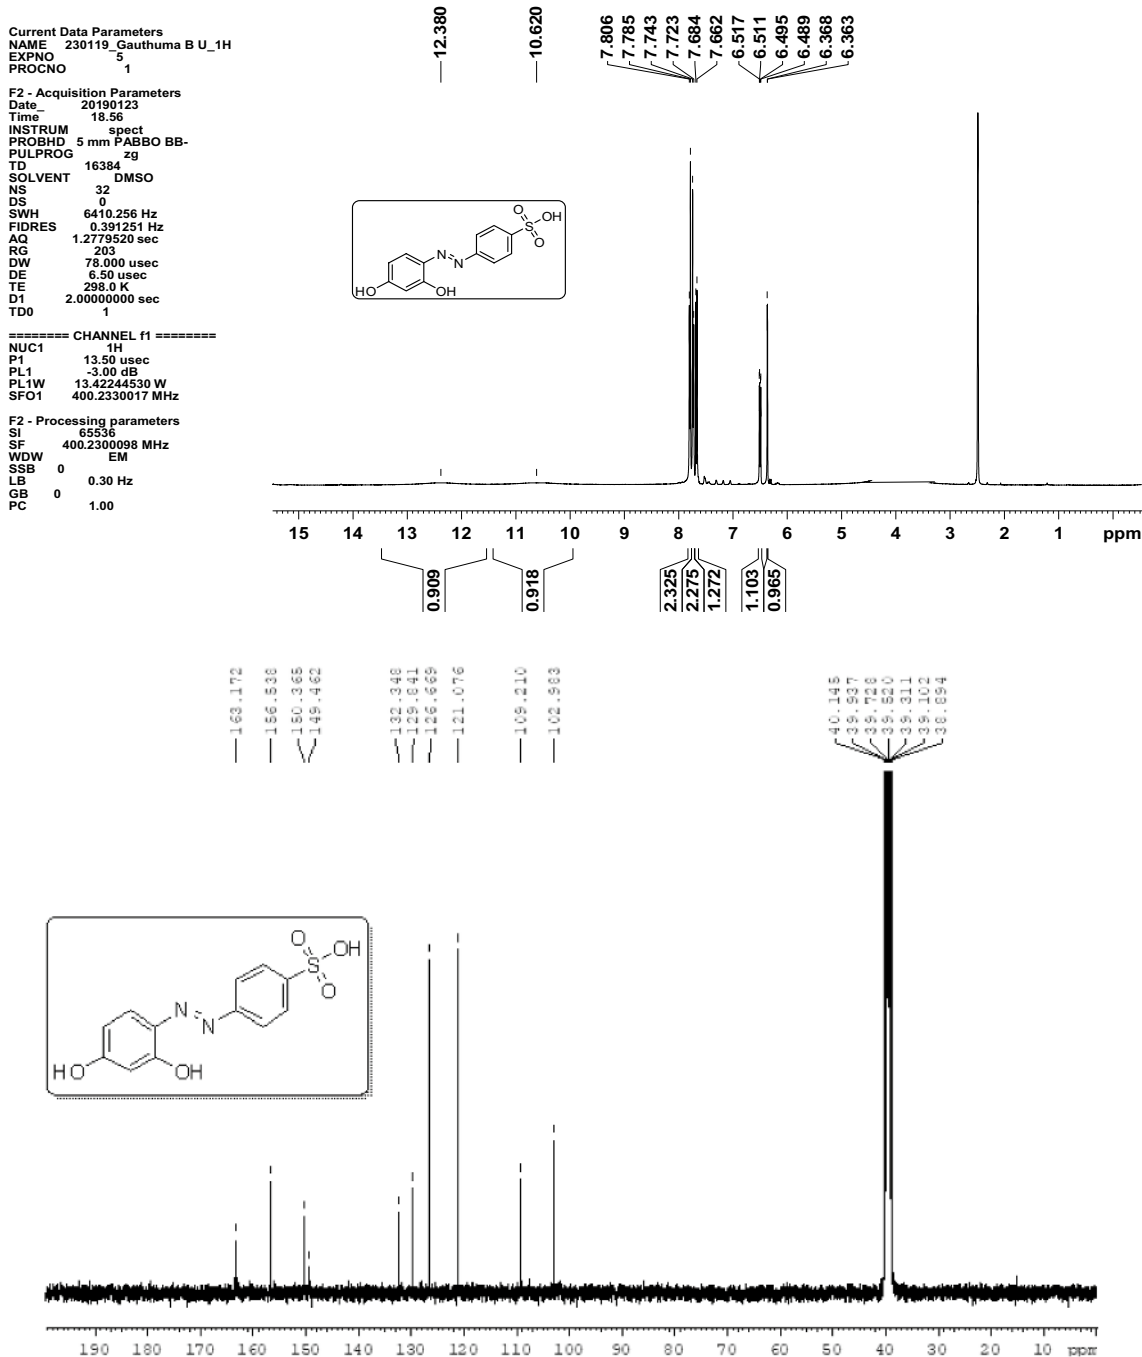 Current Data Parameters
NAME 230119_Gauthuma B U_1H
EXPNO 5
PROCNO 1
F2 - Acquisition Parameters
Date_ 20190123
Time 18.56
INSTRUM spect
PROBHD 5 mm PABBO BB-
PULPROG zg
TD 16384
SOLVENT DMSO
NS 32
DS 0
SWH 6410.256 Hz
FIDRES 0.391251 Hz
AQ 1.2779520 sec
RG 203
DW 78.000 usec
DE 6.50 usec
TE 298.0 K
D1 2.00000000 sec
TD0 1
======== CHANNEL f1 ========
NUC1 1H
P1 13.50 usec
PL1 -3.00 dB
PL1W 13.42244530 W
SFO1 400.2330017 MHz
F2 - Processing parameters
SI 65536
SF 400.2300098 MHz
WDW EM
SSB 0
LB 0.30 Hz
GB 0
PC 1.00
12.380
10.620
7.806
7.785
7.743
7.723
7.684
7.662
6.517
6.511
6.495
6.489
6.368
6.363
O
S
OH
O
N
N
HO
OH
15 14 13 12 11 10 9 8 7 6 5 4 3 2 1 ppm
0.909
0.918
2.325
2.275
1.272
1.103
0.965
163.172
156.538
150.365
149.462
132.348
129.841
126.669
121.076
109.210
102.983
40.145
39.937
39.728
39.520
39.311
39.102
38.894
O
OH
S
O
N
N
HO
OH
190 180 170 160 150 140 130 120 110 100 90 80 70 60 50 40 30 20 10 ppm